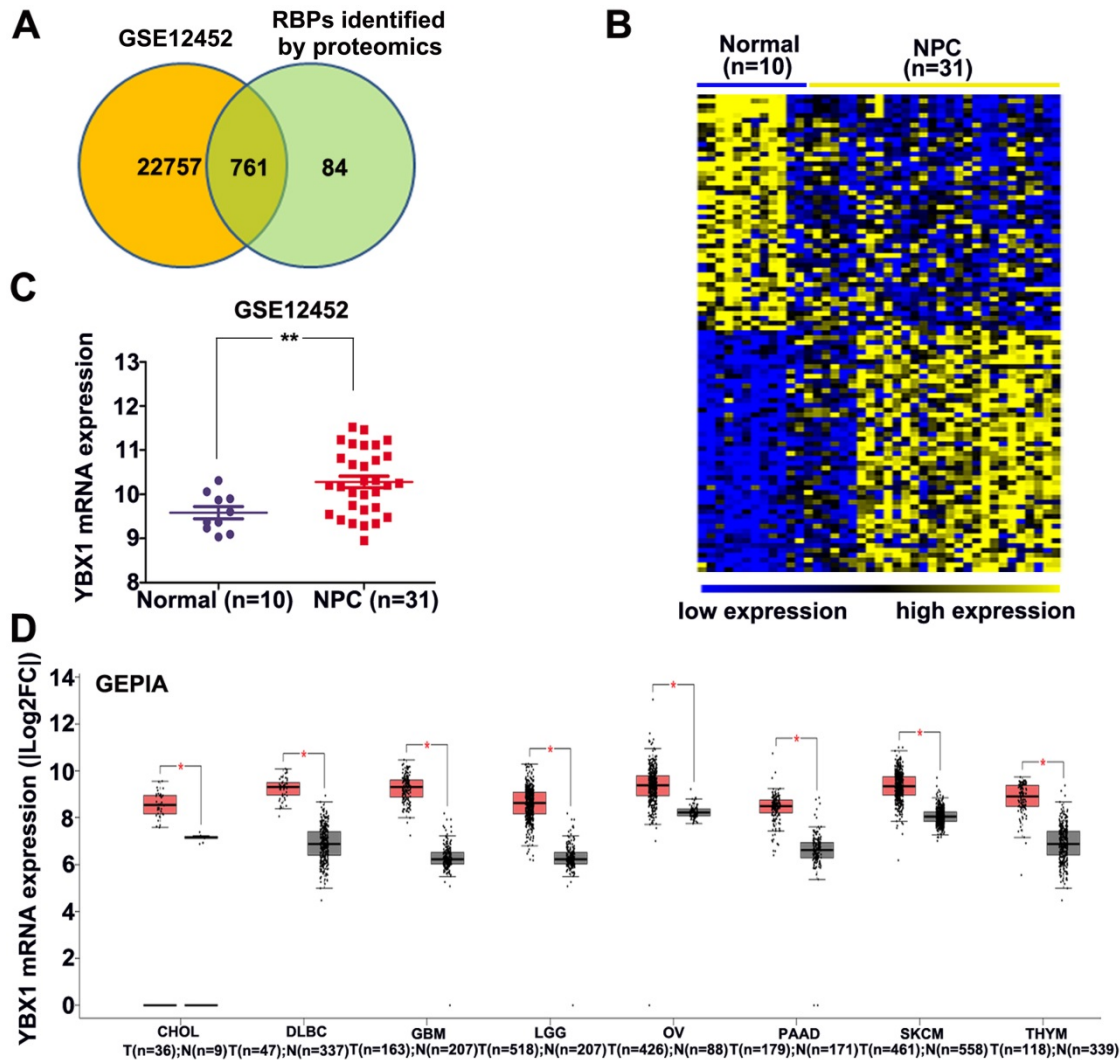 A
GSE12452
RBPs identified
by proteomics
22757
761
84
B
Normal
(n=10)
NPC
(n=31)
low expression
high expression
C
GSE12452
**
YBX1 mRNA expression
13
12
11
10
9
8
Normal (n=10)
NPC (n=31)
D
GEPIA
YBX1 mRNA expression (|Log2FC|)
14
12
10
8
6
4
2
0
* * * * * * * *
CHOL DLBC GBM LGG OV PAAD SKCM THYM
T(n=36);N(n=9) T(n=47);N(n=337) T(n=163);N(n=207) T(n=518);N(n=207) T(n=426);N(n=88) T(n=179);N(n=171) T(n=461);N(n=558) T(n=118);N(n=339)